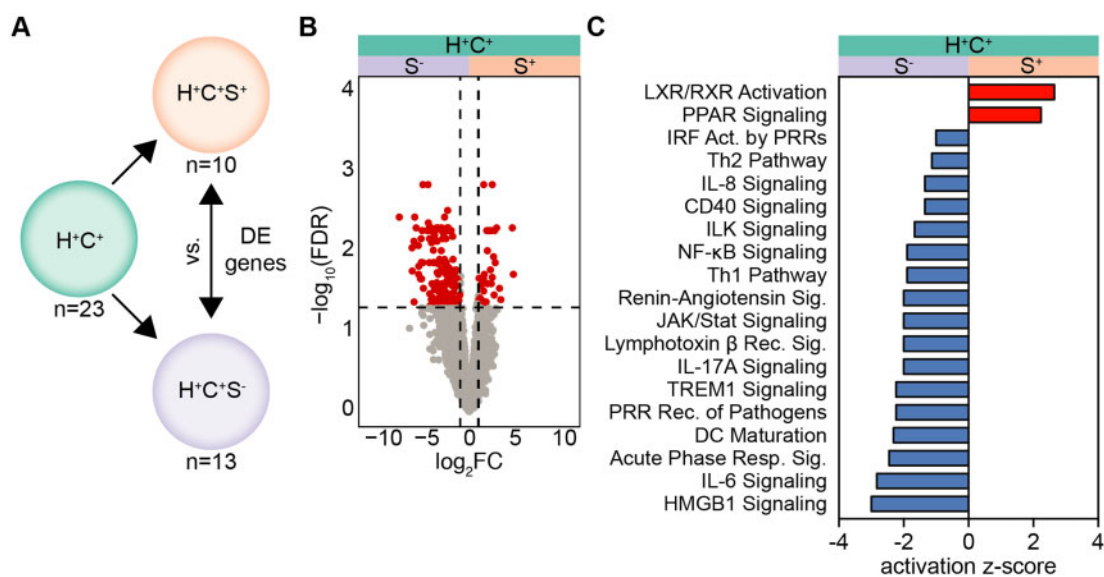 A
H⁺C⁺S⁺
n=10
H⁺C⁺
n=23
vs.
DE
genes
H⁺C⁺S⁻
n=13
B
H⁺C⁺
S⁻ S⁺
4
3
2
1
0
−log₁₀(FDR)
−10 −5 0 5 10
log₂FC
C
H⁺C⁺
S⁻ S⁺
LXR/RXR Activation
PPAR Signaling
IRF Act. by PRRs
Th2 Pathway
IL-8 Signaling
CD40 Signaling
ILK Signaling
NF-κB Signaling
Th1 Pathway
Renin-Angiotensin Sig.
JAK/Stat Signaling
Lymphotoxin β Rec. Sig.
IL-17A Signaling
TREM1 Signaling
PRR Rec. of Pathogens
DC Maturation
Acute Phase Resp. Sig.
IL-6 Signaling
HMGB1 Signaling
-4 -2 0 2 4
activation z-score